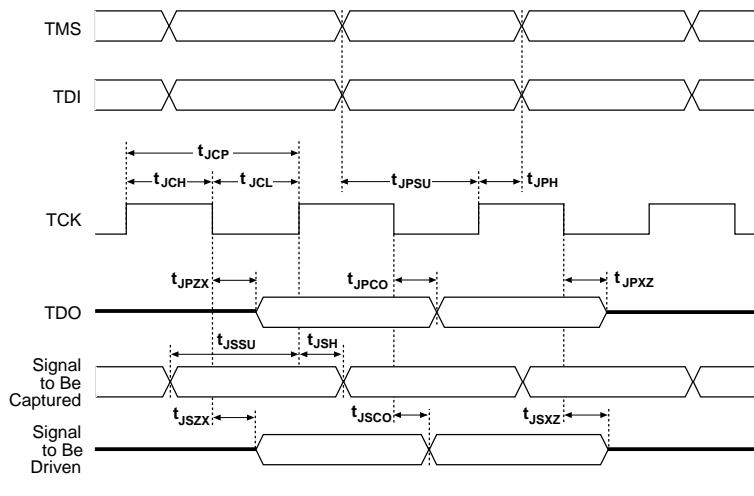 TMS
TDI
tJCP
tJCH
tJCL
tJPSU
tJPH
TCK
tJPZX
tJPCO
tJPXZ
TDO
tJSSU
tJSH
Signal
to Be
Captured
tJSZX
tJSCO
tJSXZ
Signal
to Be
Driven